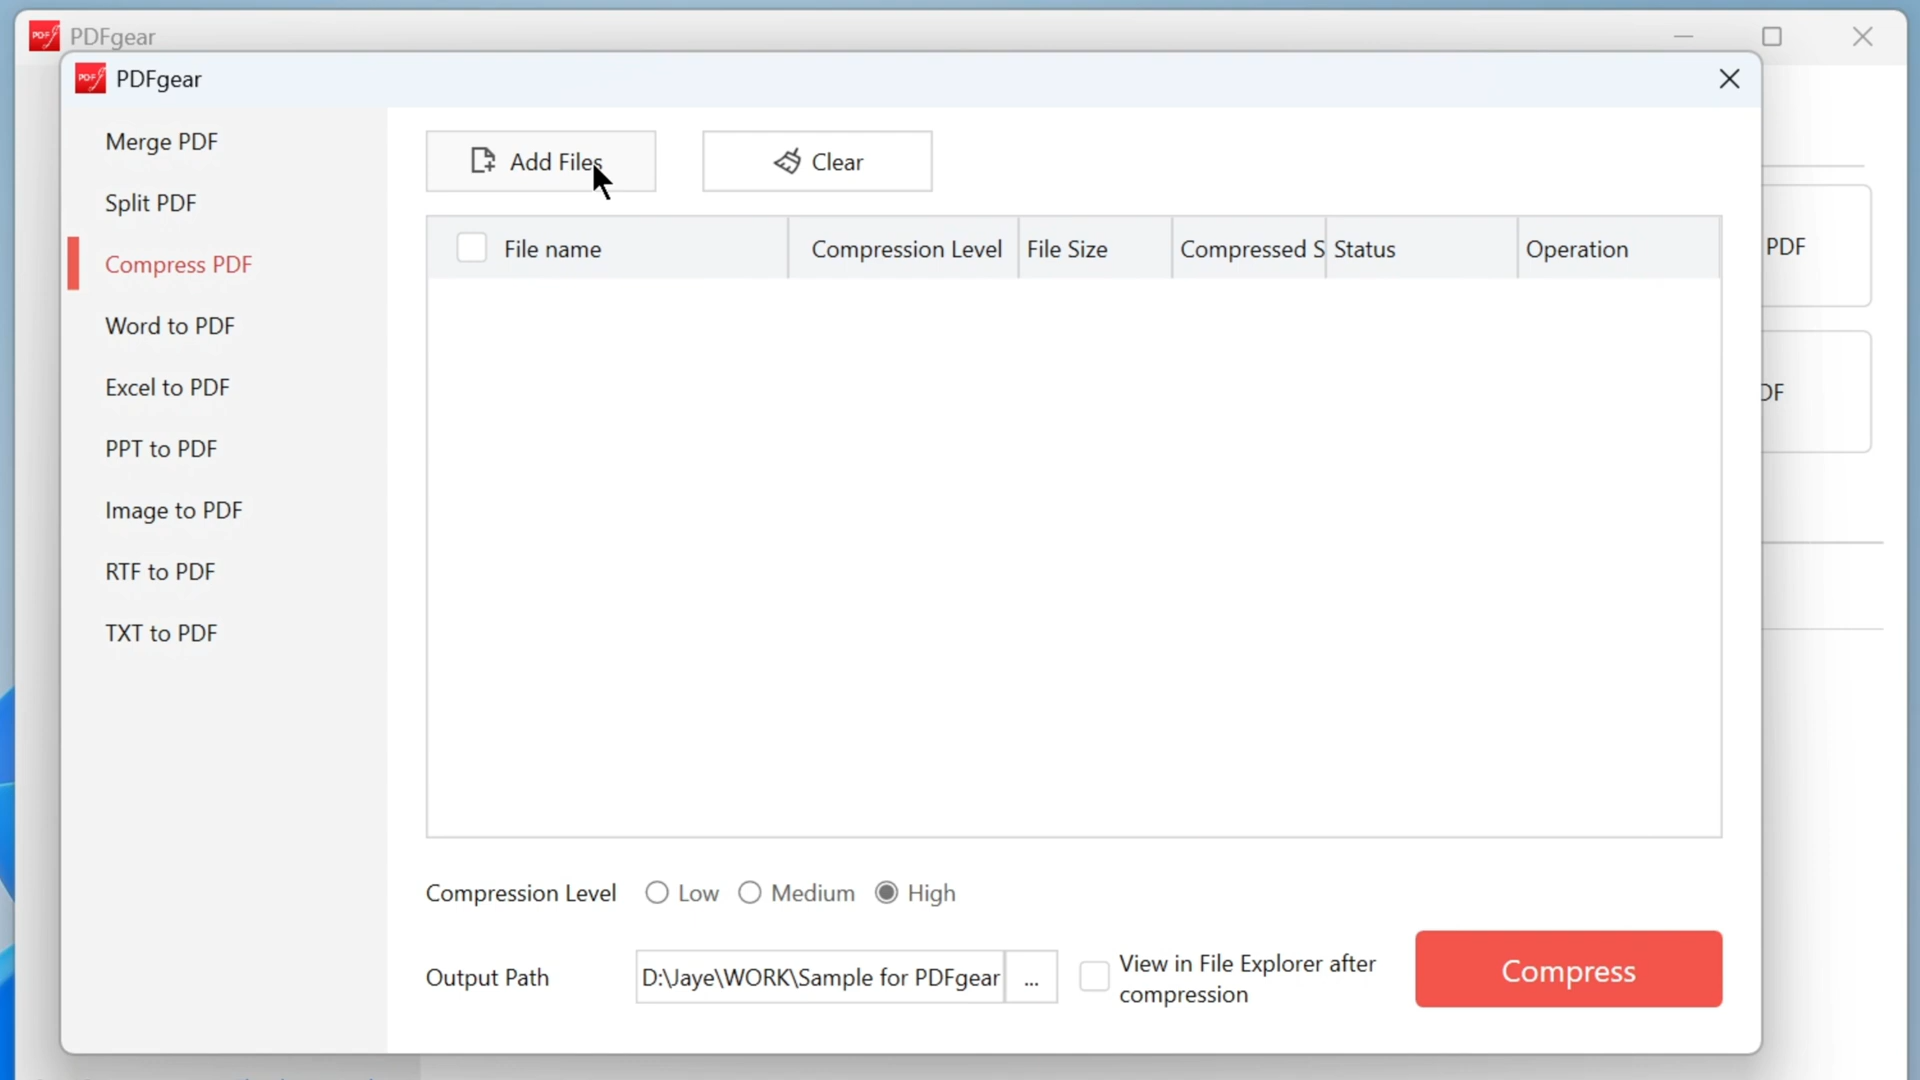 PDFgear
PDFgear
Merge PDF
Split PDF
Compress PDF
Word to PDF
Excel to PDF
PPT to PDF
Image to PDF
RTF to PDF
TXT to PDF
Add Files
Clear
File name
Compression Level
File Size
Compressed S
Status
Operation
PDF
DF
Compression Level
Low
Medium
High
Output Path
D:\Jaye\WORK\Sample for PDFgear
...
View in File Explorer after
compression
Compress